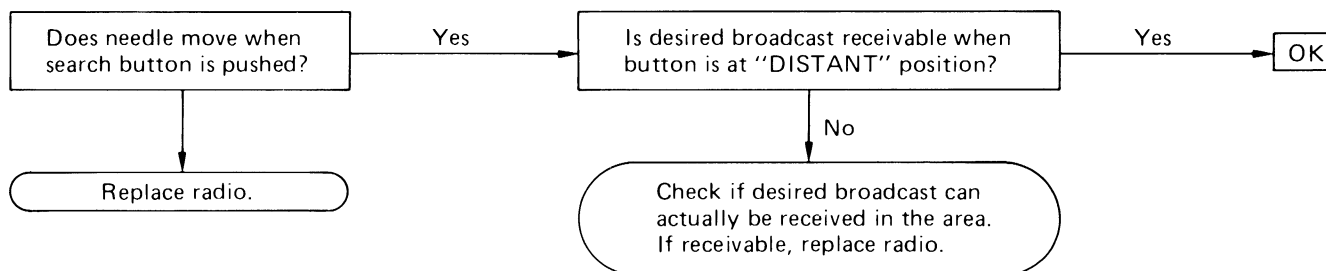 Does needle move when
search button is pushed?
Yes
Is desired broadcast receivable when
button is at "DISTANT" position?
Yes
OK
No
Replace radio.
Check if desired broadcast can
actually be received in the area.
If receivable, replace radio.